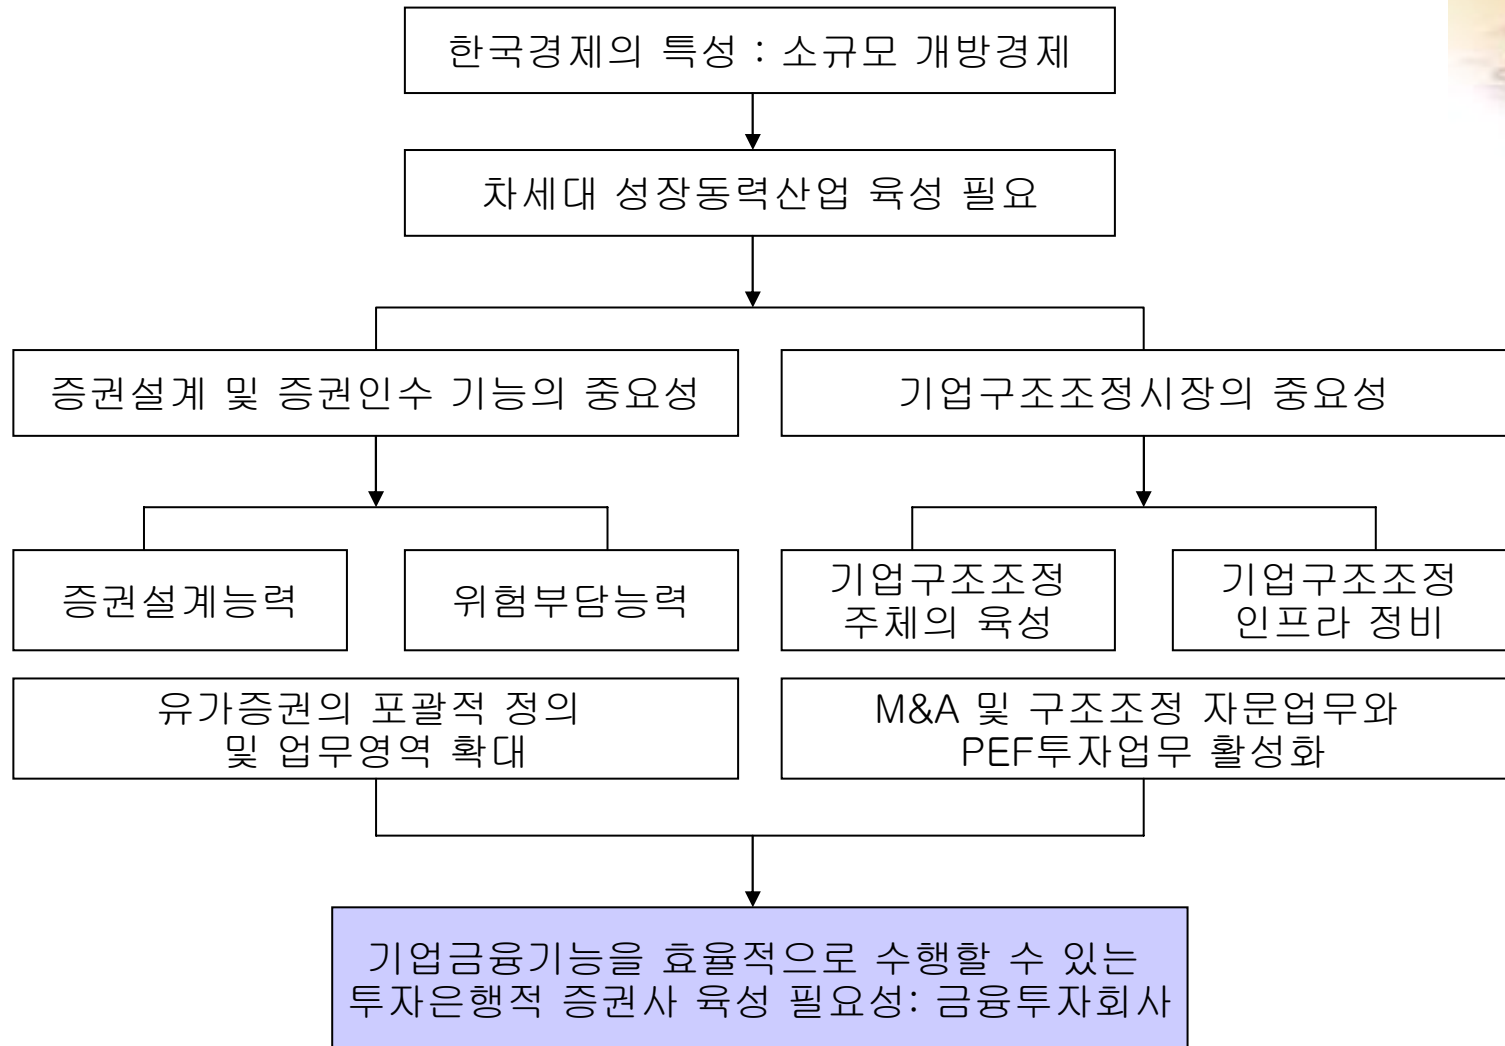 한국경제의 특성 : 소규모 개방경제
차세대 성장동력산업 육성 필요
증권설계 및 증권인수 기능의 중요성
기업구조조정시장의 중요성
증권설계능력
위험부담능력
기업구조조정
주체의 육성
기업구조조정
인프라 정비
유가증권의 포괄적 정의
및 업무영역 확대
M&A 및 구조조정 자문업무와
PEF투자업무 활성화
기업금융기능을 효율적으로 수행할 수 있는
투자은행적 증권사 육성 필요성: 금융투자회사